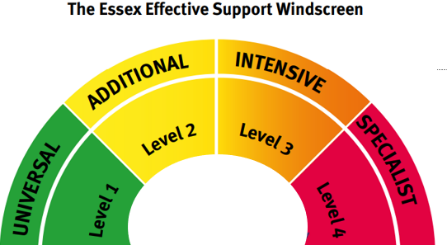 The Essex Effective Support Windscreen
UNIVERSAL
ADDITIONAL
INTENSIVE
SPECIALIST
Level 1
Level 2
Level 3
Level 4